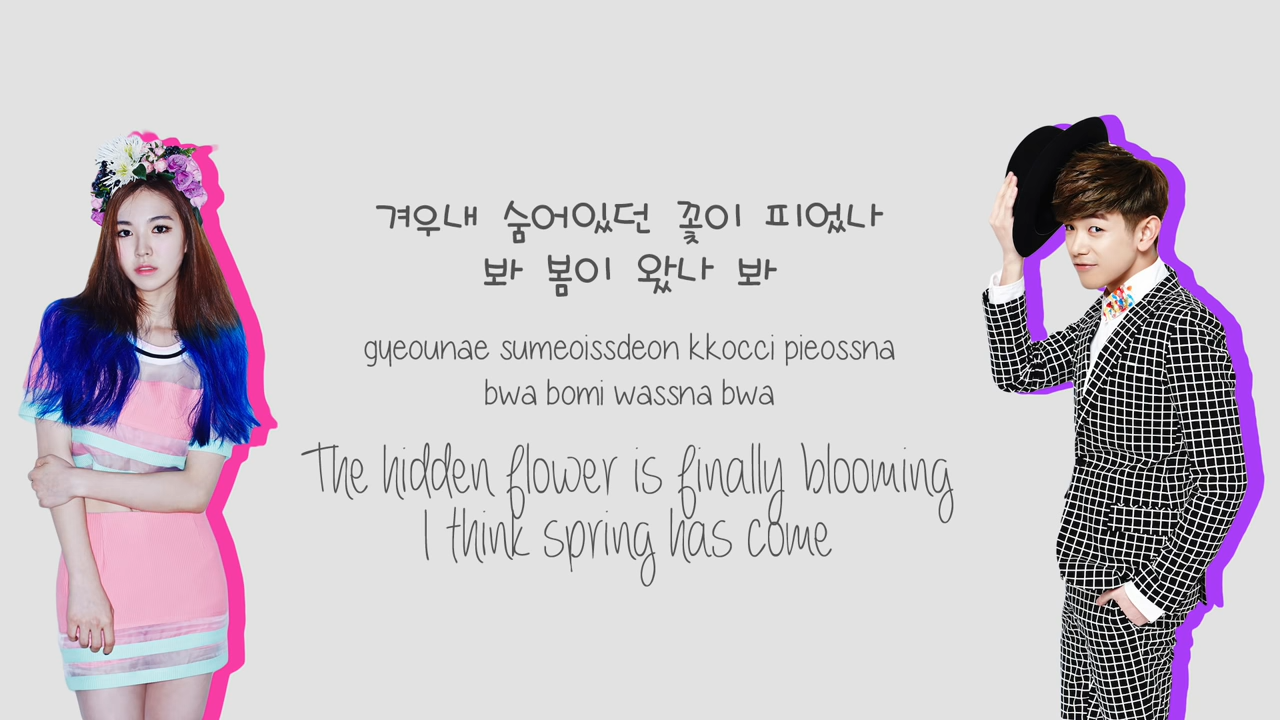 겨우내 숨어있던 꽃이 피었나
봐 봄이 왔나 봐
gyeounae sumeoissdeon kkocci pieossna
bwa bomi wassna bwa
The hidden flower is finally blooming
I think spring has come